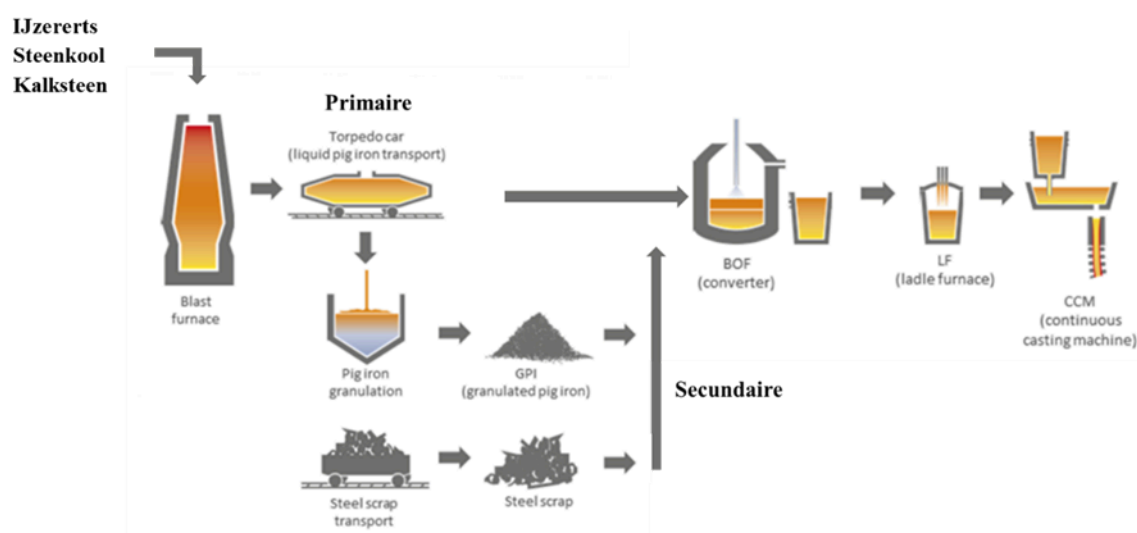 IJzererts
Steenkool
Kalksteen
Primaire
Torpedo car
(liquid pig iron transport)
Blast
furnace
BOF
(converter)
LF
(ladle furnace)
CCM
(continuous
casting machine)
Pig iron
granulation
GPI
(granulated pig iron)
Secundaire
Steel scrap
transport
Steel scrap